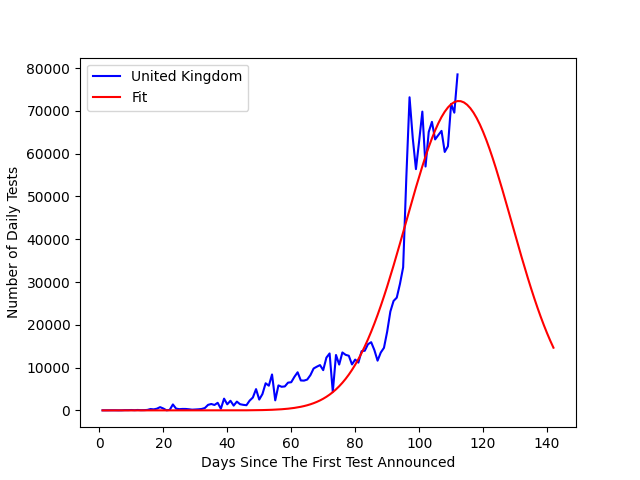 United Kingdom
Fit
80000
70000
60000
50000
40000
30000
20000
10000
0
Number of Daily Tests
0 20 40 60 80 100 120 140
Days Since The First Test Announced